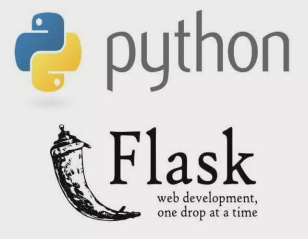 python
Flask
web development,
one drop at a time